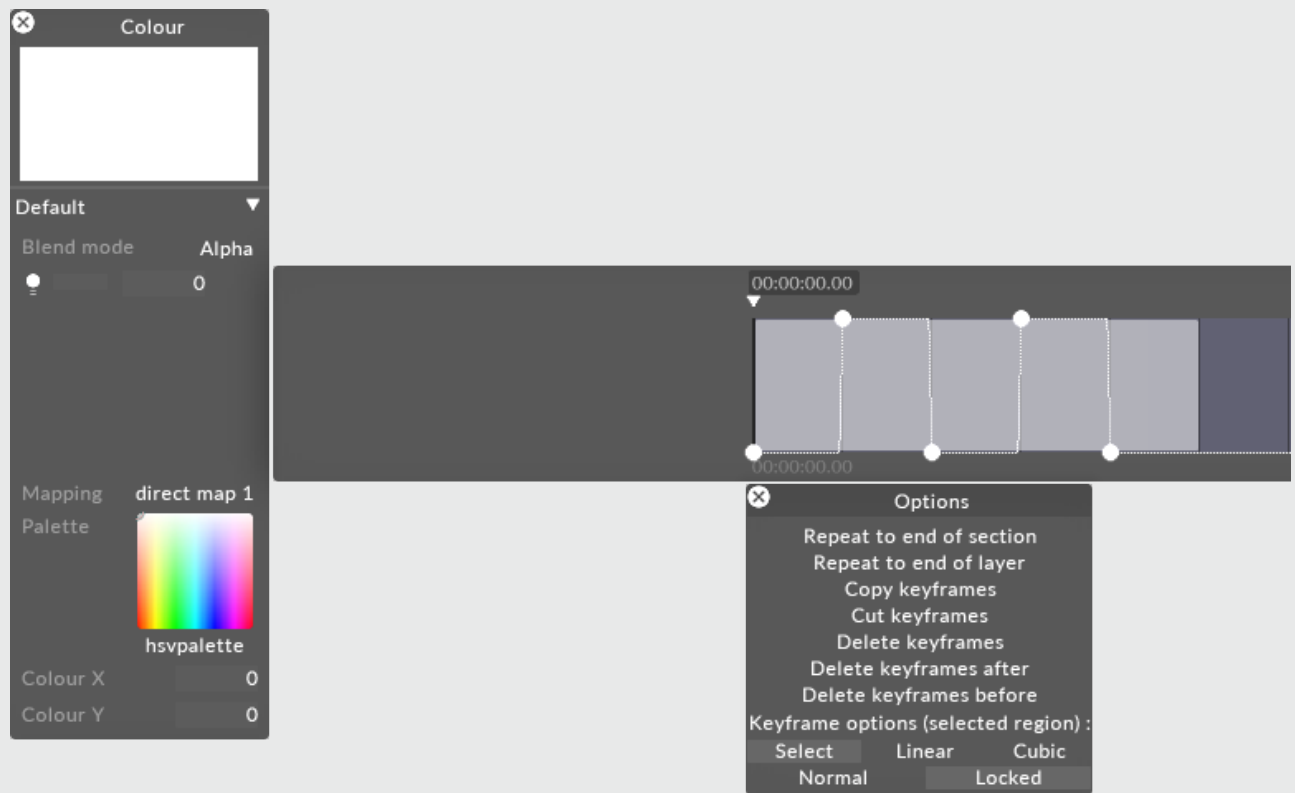 Colour
Default
Blend mode Alpha
0
00:00:00.00
00:00:00.00
Mapping direct map 1
Palette
hsvpalette
Colour X 0
Colour Y 0
Options
Repeat to end of section
Repeat to end of layer
Copy keyframes
Cut keyframes
Delete keyframes
Delete keyframes after
Delete keyframes before
Keyframe options (selected region) :
Select Linear Cubic
Normal Locked